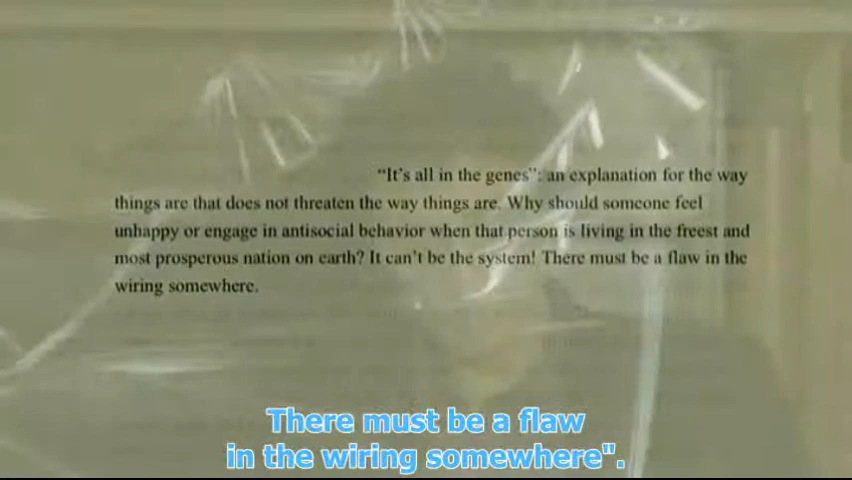 “It’s all in the genes”: an explanation for the way
things are that does not threaten the way things are. Why should someone feel
unhappy or engage in antisocial behavior when that person is living in the freest and
most prosperous nation on earth? It can’t be the system! There must be a flaw in the
wiring somewhere.
There must be a flaw
in the wiring somewhere".